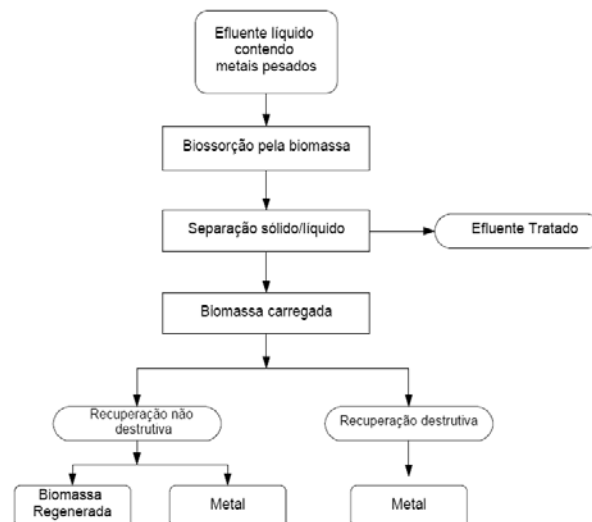 Efluente líquido
contendo
metais pesados
Biossorção pela biomassa
Separação sólido/líquido
Efluente Tratado
Biomassa carregada
Recuperação não
destrutiva
Recuperação destrutiva
Biomassa
Regenerada
Metal
Metal